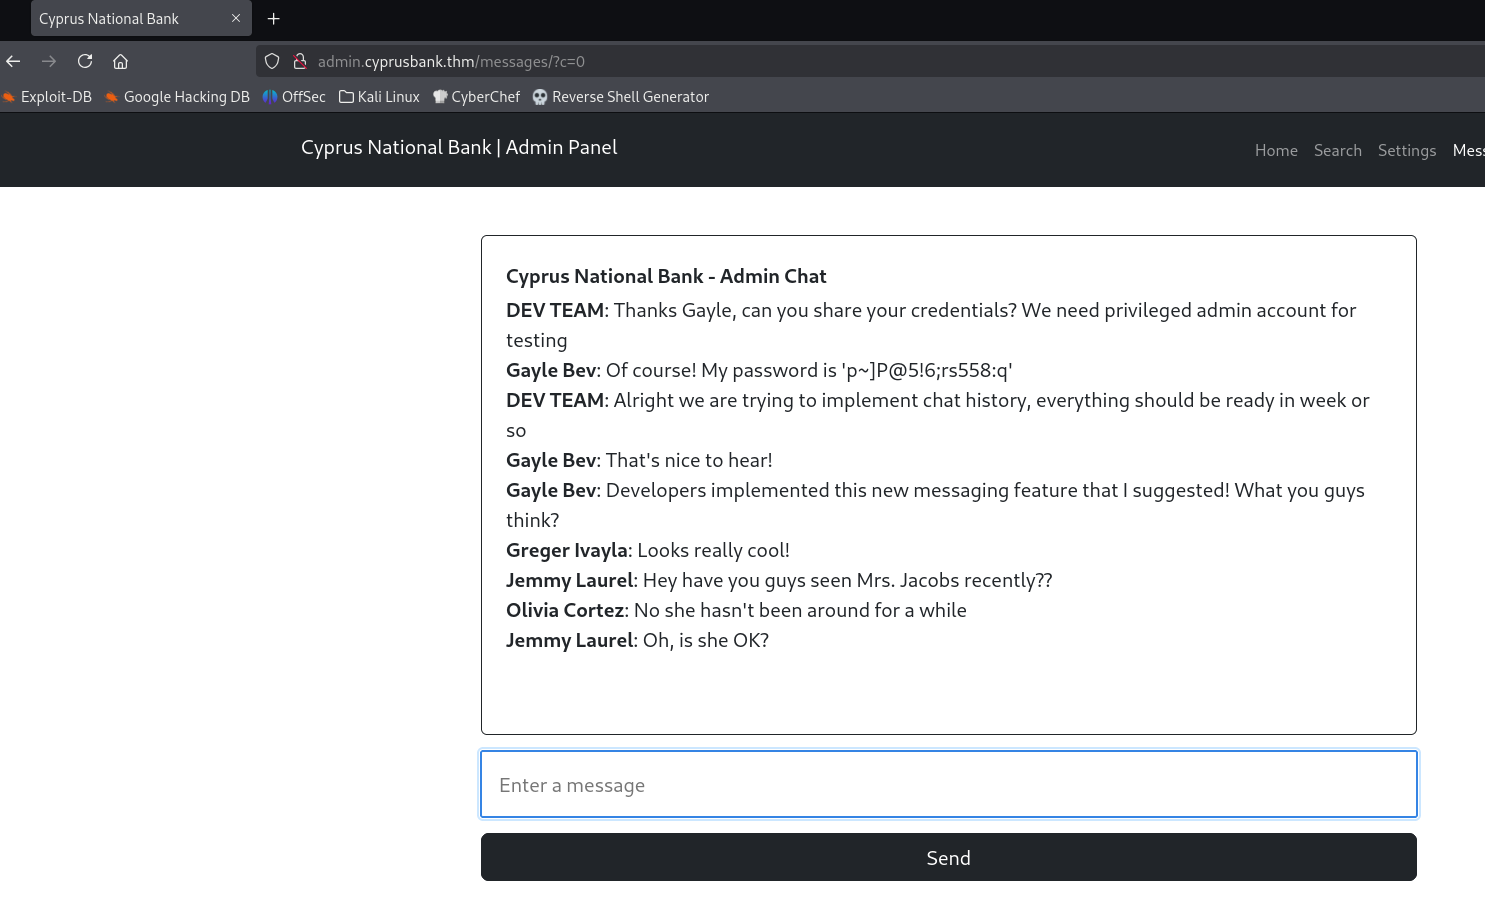 Cyprus National Bank
admin.cyprusbank.thm/messages/?c=0
Exploit-DB Google Hacking DB OffSec Kali Linux CyberChef Reverse Shell Generator
Cyprus National Bank | Admin Panel Home Search Settings Mess
Cyprus National Bank - Admin Chat
DEV TEAM: Thanks Gayle, can you share your credentials? We need privileged admin account for
testing
Gayle Bev: Of course! My password is 'p~]P@5!6;rs558:q'
DEV TEAM: Alright we are trying to implement chat history, everything should be ready in week or
so
Gayle Bev: That's nice to hear!
Gayle Bev: Developers implemented this new messaging feature that I suggested! What you guys
think?
Greger Ivayla: Looks really cool!
Jemmy Laurel: Hey have you guys seen Mrs. Jacobs recently??
Olivia Cortez: No she hasn't been around for a while
Jemmy Laurel: Oh, is she OK?
Enter a message
Send